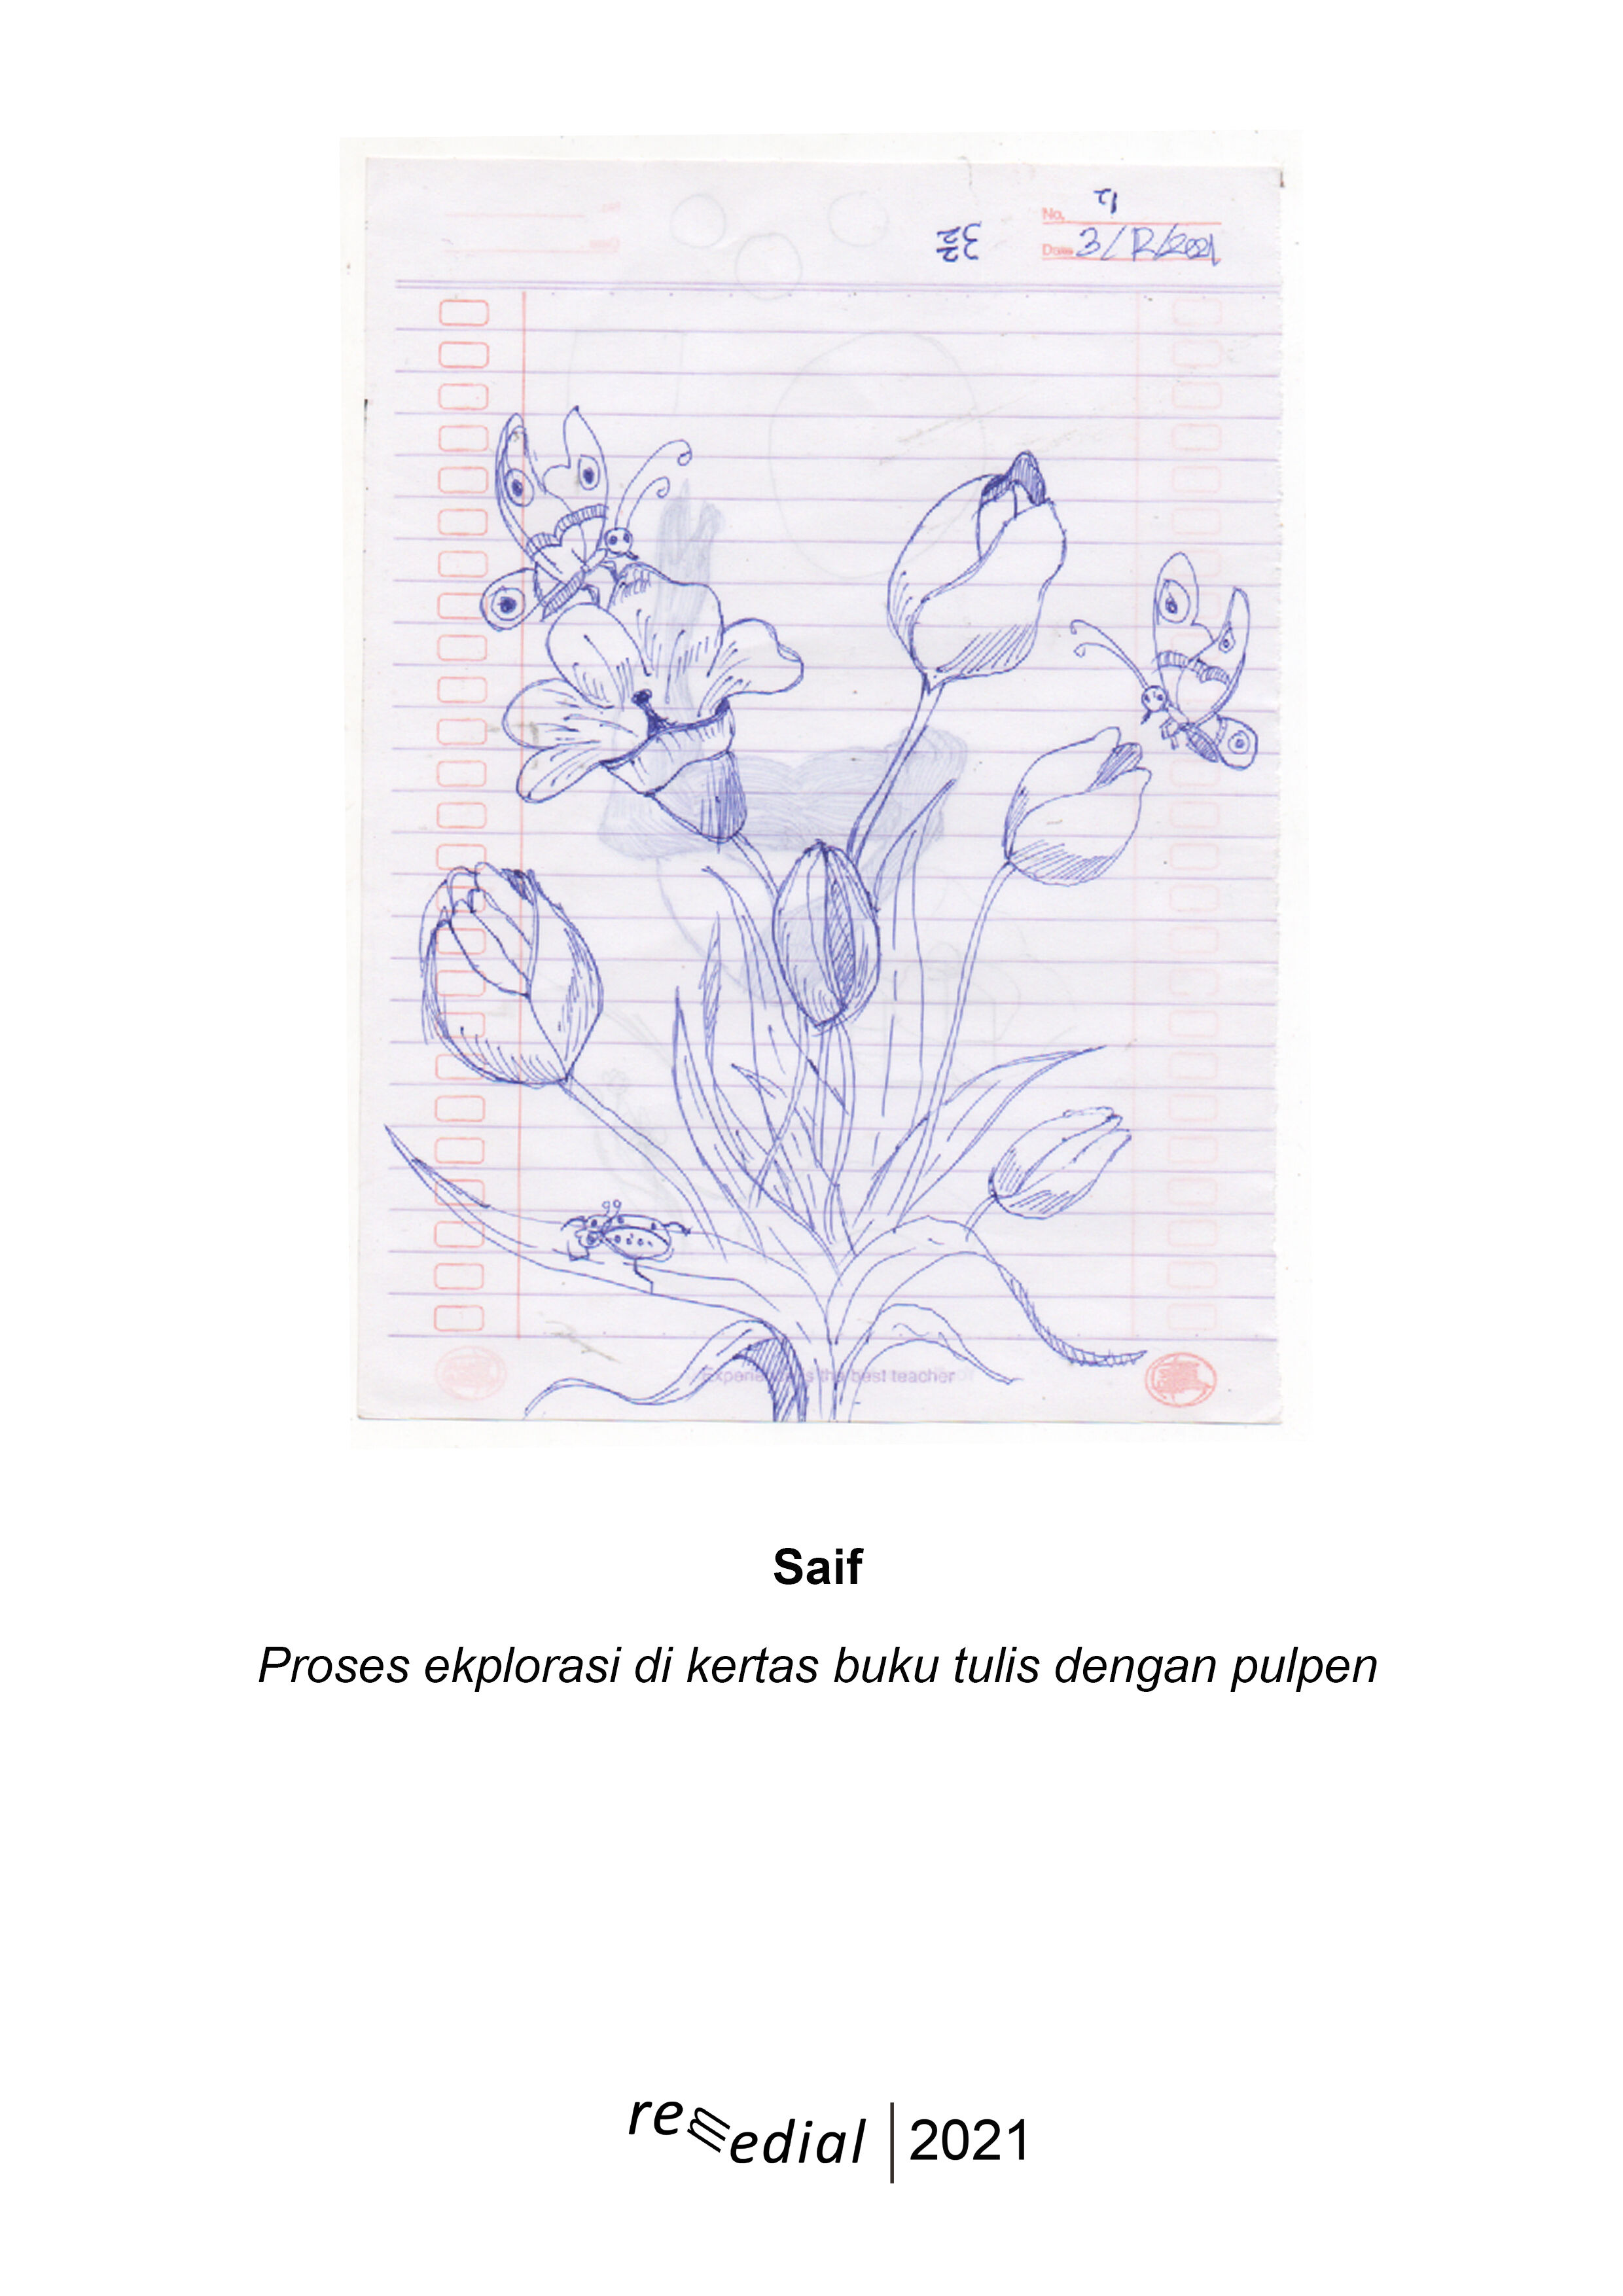 No.
Date 3/12/2021
32
Experience is the best teacher
Saif
Proses ekplorasi di kertas buku tulis dengan pulpen
remedial | 2021